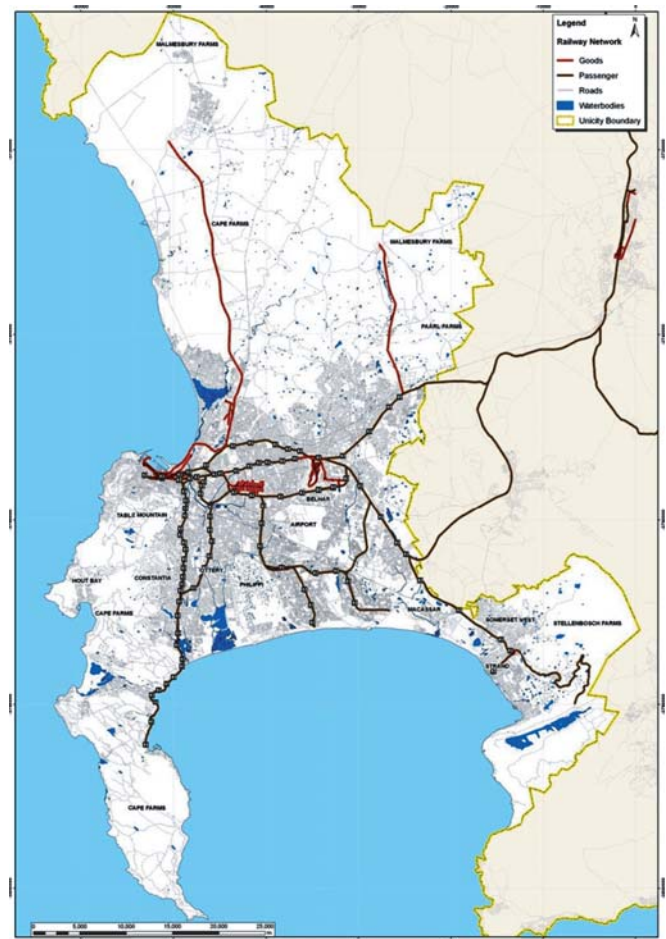 Legend
N
Railway Network
Goods
Passenger
Roads
Waterbodies
Unicity Boundary
MALMESBURY FARMS
CAPE FARMS
MALMESBURY FARMS
PAARL FARMS
BELHAR
TABLE MOUNTAIN
AIRPORT
CONSTANTIA
OTTERY
HOUT BAY
PHILIPPI
CAPE FARMS
MACASSAR
SOMERSET WEST
STELLENBOSCH FARMS
STRAND
CAPE FARMS
0 5,000 15,000 20,000 25,000